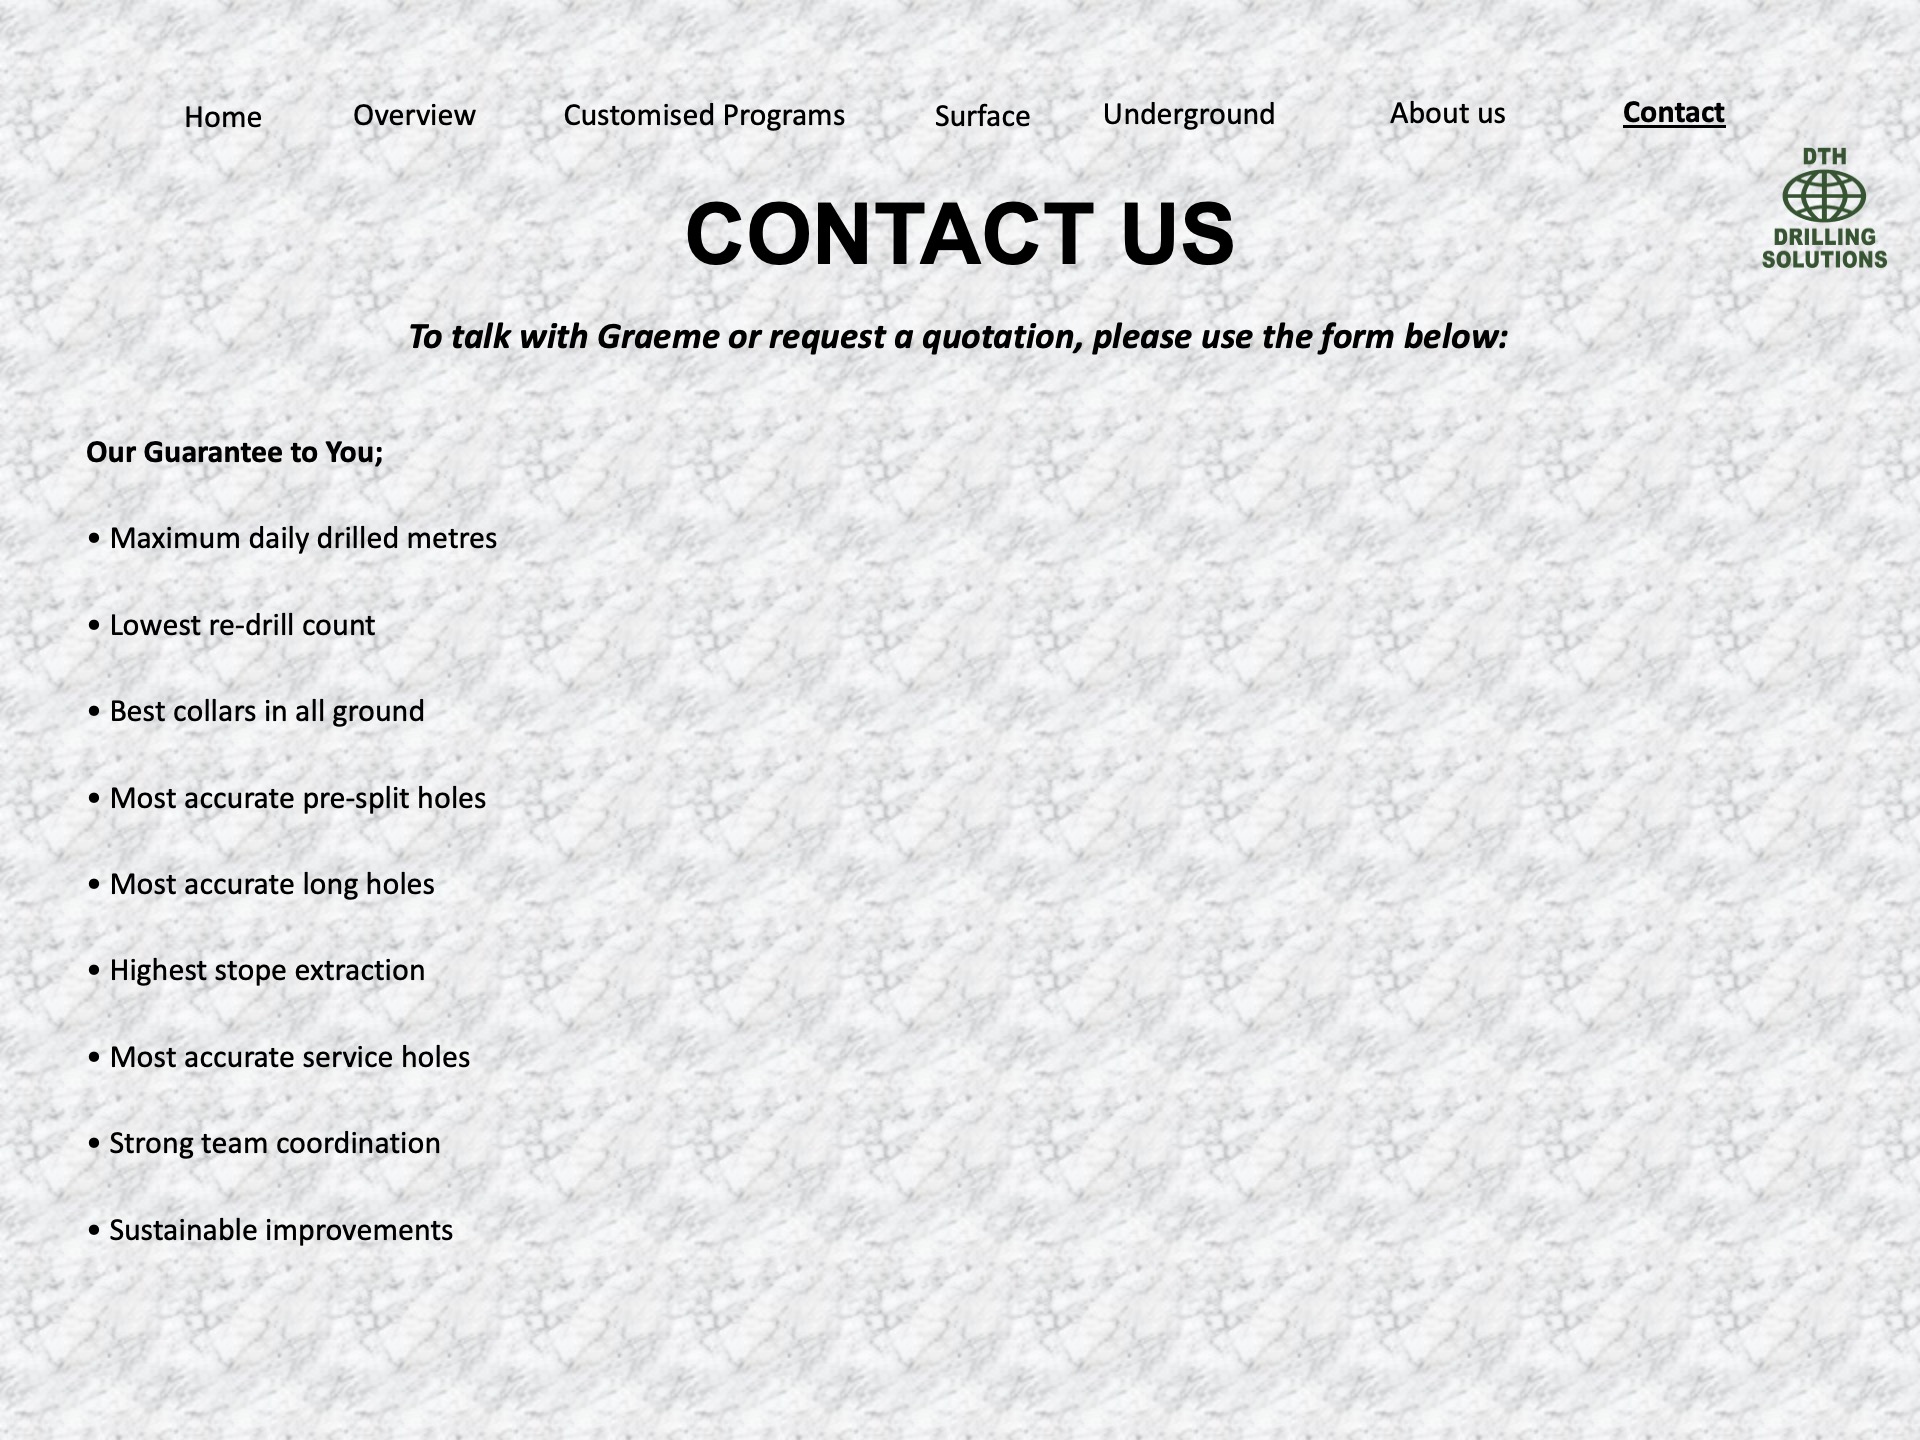 Home Overview Customised Programs Surface Underground About us Contact
DTH
DRILLING
SOLUTIONS
CONTACT US
To talk with Graeme or request a quotation, please use the form below:
Our Guarantee to You;
• Maximum daily drilled metres
• Lowest re-drill count
• Best collars in all ground
• Most accurate pre-split holes
• Most accurate long holes
• Highest stope extraction
• Most accurate service holes
• Strong team coordination
• Sustainable improvements